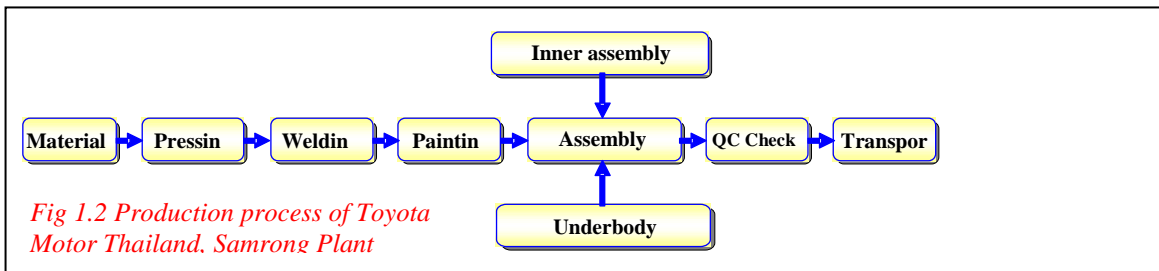 Inner assembly
Material
Pressin
Weldin
Paintin
Assembly
QC Check
Transpor
Underbody
Fig 1.2 Production process of Toyota
Motor Thailand, Samrong Plant